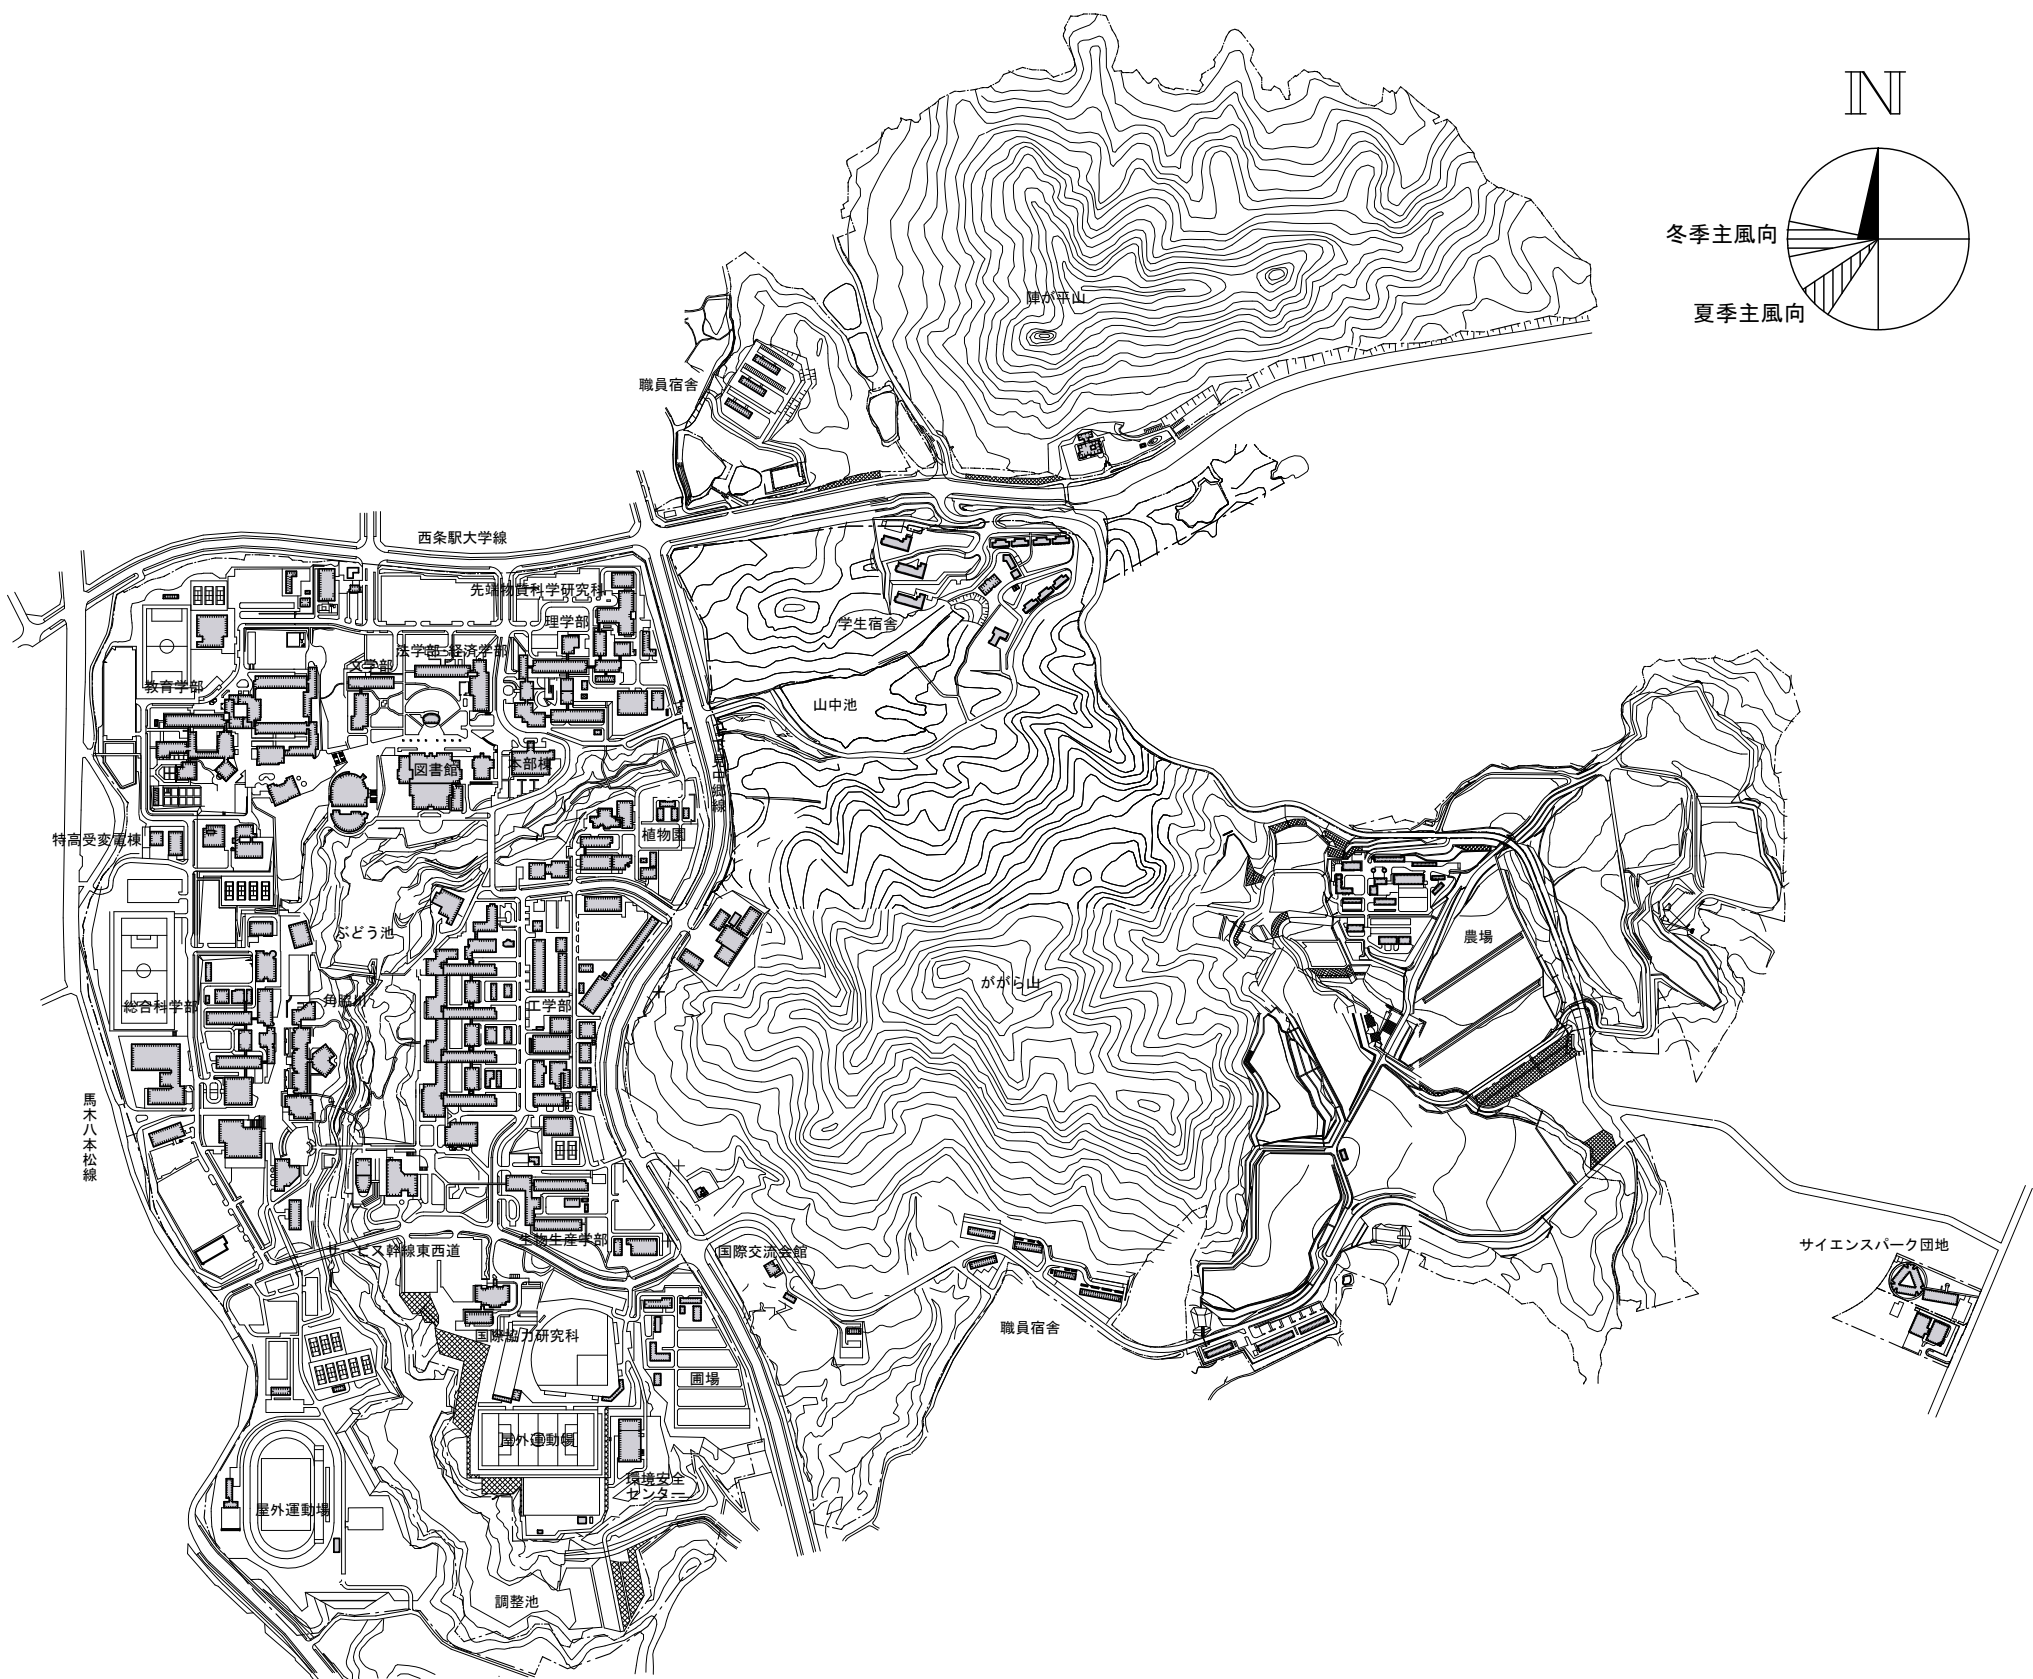 N
冬季主風向
夏季主風向
陣が平山
職員宿舎
西条駅大学線
先端物質科学研究科
理学部
学生宿舎
法学部・経済学部
文学部
教育学部
山中池
図書館
本部棟
植物園
特高受変電棟
ぶどう池
農場
ががら山
角脇川
総合科学部
工学部
馬木八本松線
生物生産学部
サービス幹線東西道
国際交流会館
サイエンスパーク団地
国際協力研究科
職員宿舎
圃場
屋外運動場
環境安全
センター
屋外運動場
調整池